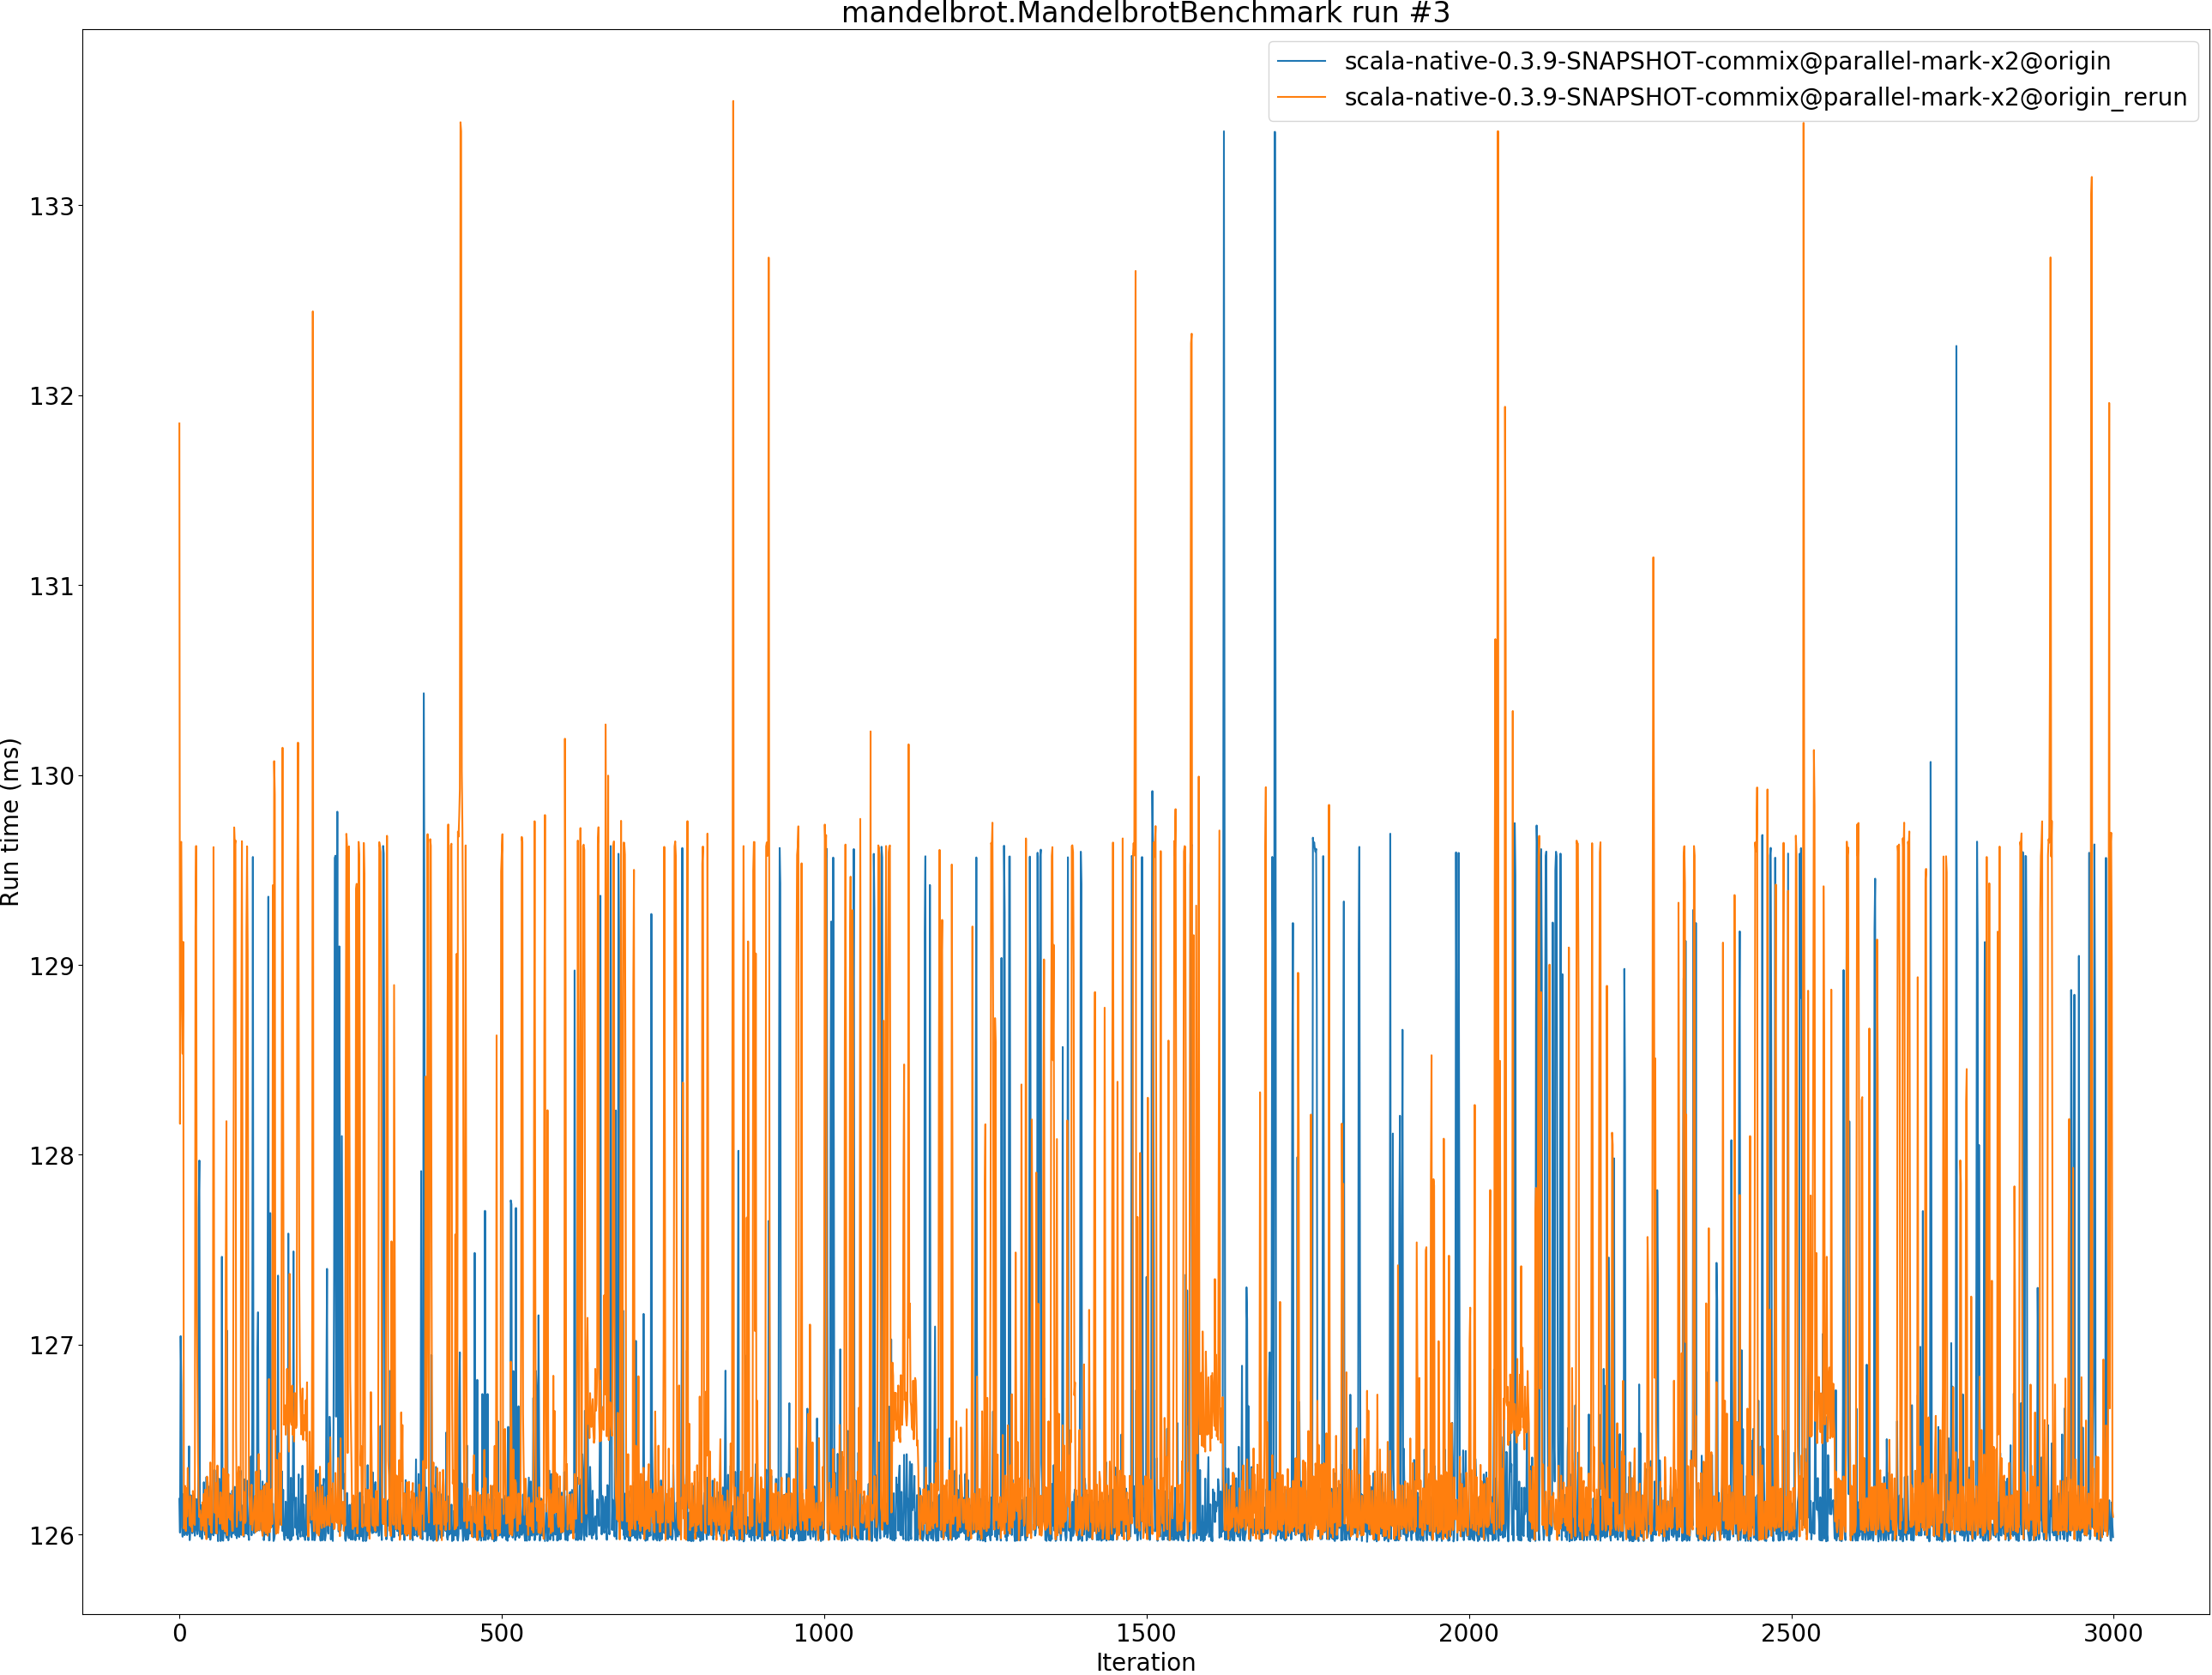 mandelbrot.MandelbrotBenchmark run #3
scala-native-0.3.9-SNAPSHOT-commix@parallel-mark-x2@origin
scala-native-0.3.9-SNAPSHOT-commix@parallel-mark-x2@origin_rerun
133
132
131
130
129
128
127
126
Run time (ms)
0 500 1000 1500 2000 2500 3000
Iteration